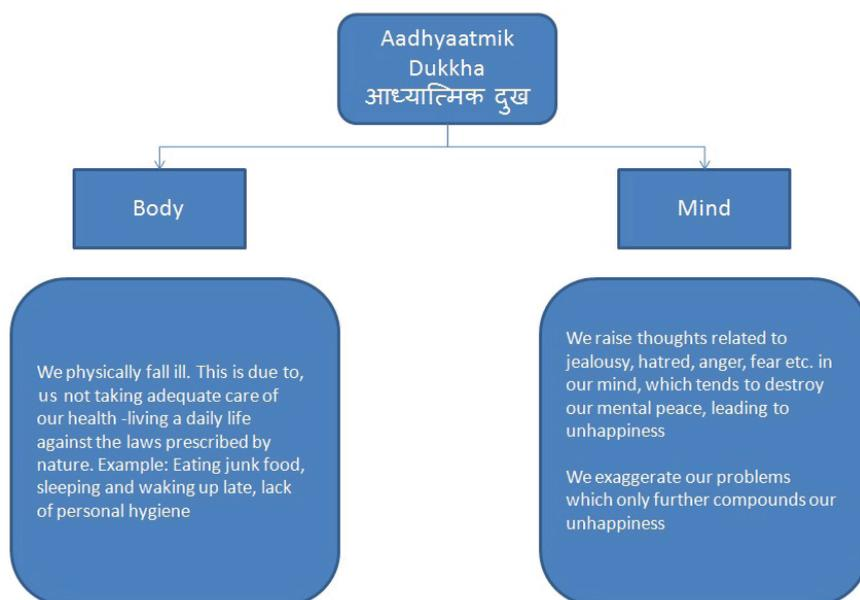 Aadhyaatmik
Dukkha
आध्यात्मिक दुख
Body
Mind
We physically fall ill. This is due to,
us not taking adequate care of
our health -living a daily life
against the laws prescribed by
nature. Example: Eating junk food,
sleeping and waking up late, lack
of personal hygiene
We raise thoughts related to
jealousy, hatred, anger, fear etc. in
our mind, which tends to destroy
our mental peace, leading to
unhappiness
We exaggerate our problems
which only further compounds our
unhappiness